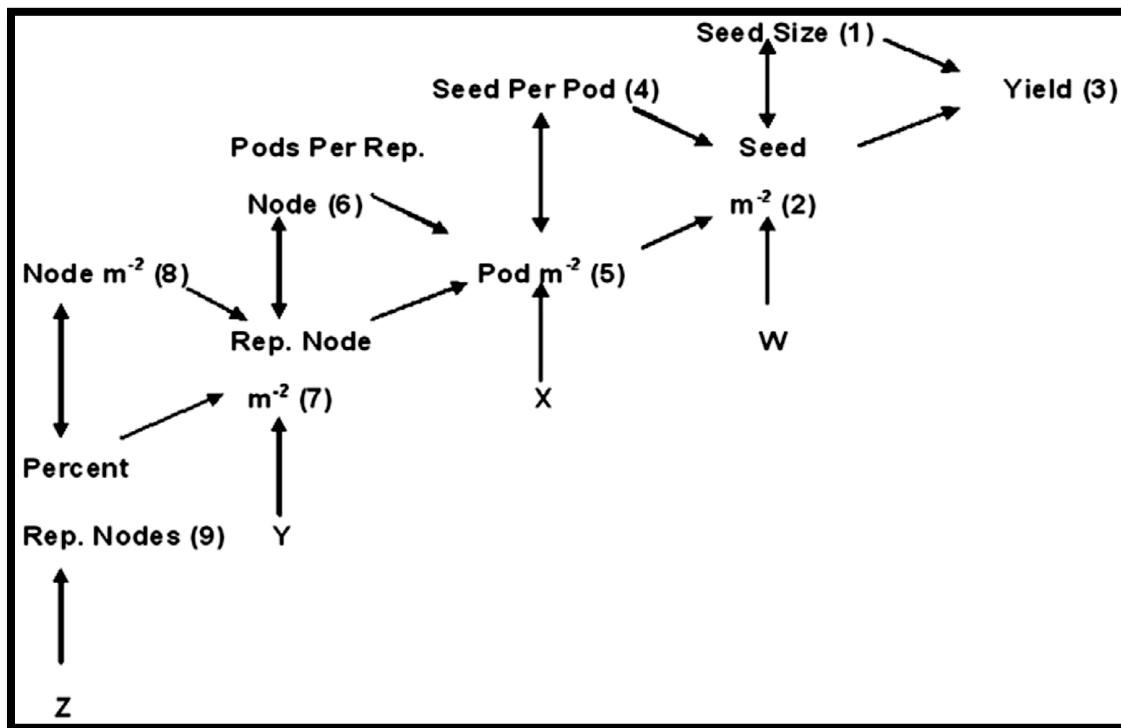 Seed Size (1)
Seed Per Pod (4)
Yield (3)
Pods Per Rep.
Node (6)
Seed
m⁻² (2)
Node m⁻² (8)
Pod m⁻² (5)
Rep. Node
m⁻² (7)
W
X
Percent
Rep. Nodes (9)
Y
Z